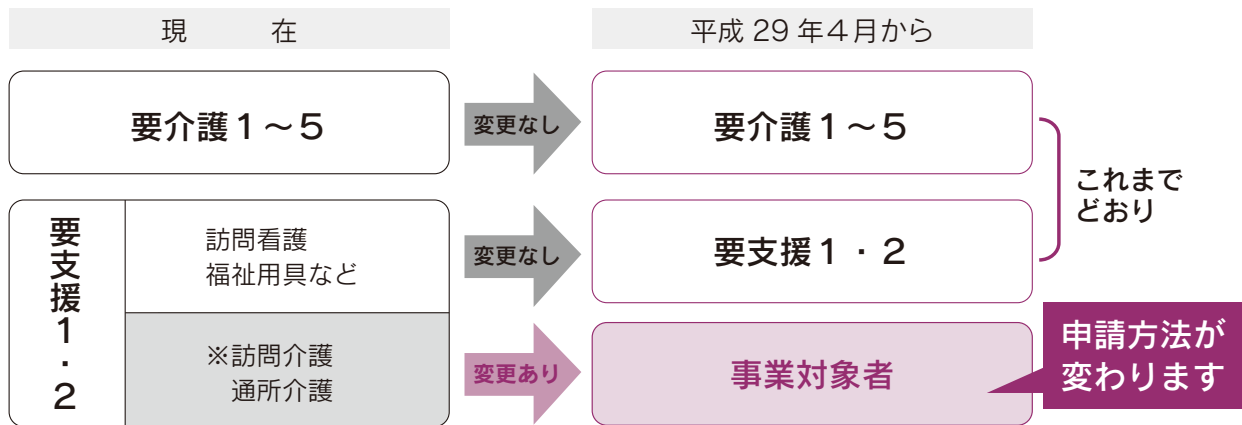 現 在
平成 29 年４月から
要介護１～５
変更なし
要介護１～５
これまで
どおり
要支援１・２
訪問看護
福祉用具など
変更なし
要支援１・２
※訪問介護
通所介護
変更あり
事業対象者
申請方法が
変わります